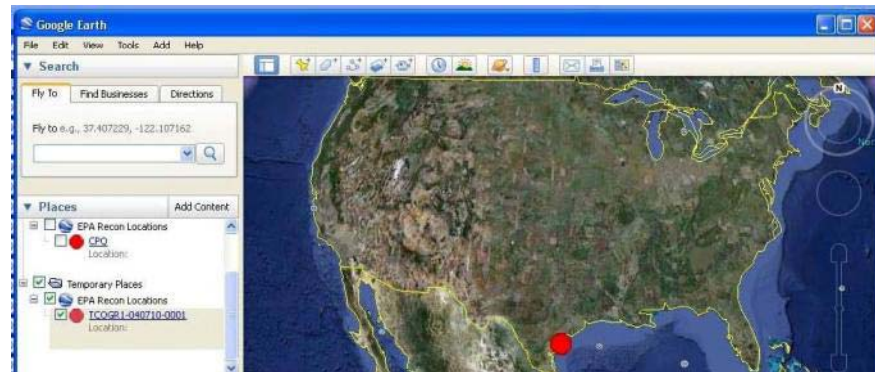 Google Earth
File Edit View Tools Add Help
Search
Fly To Find Businesses Directions
Fly to e.g., 37.407229, -122.107162
Places Add Content
EPA Recon Locations
CPO
Location:
Temporary Places
EPA Recon Locations
TCOGR1-040710-0001
Location:
N